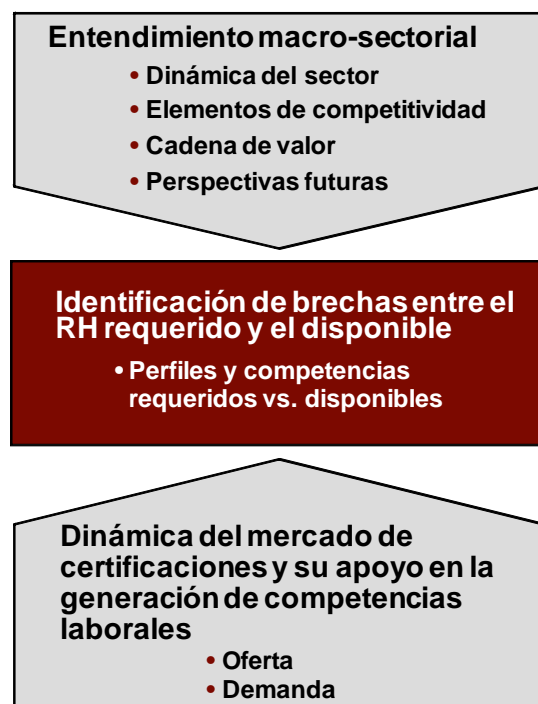 Entendimiento macro-sectorial
• Dinámica del sector
• Elementos de competitividad
• Cadena de valor
• Perspectivas futuras
Identificación de brechas entre el
RH requerido y el disponible
• Perfiles y competencias
requeridos vs. disponibles
Dinámica del mercado de
certificaciones y su apoyo en la
generación de competencias
laborales
• Oferta
• Demanda